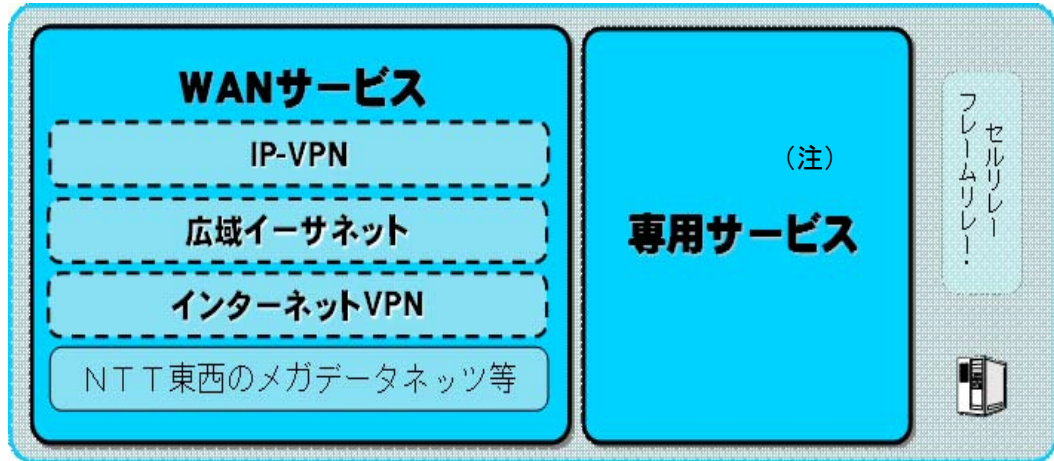 WANサービス
IP-VPN
広域イーサネット
インターネットVPN
NTT東西のメガデータネッツ等
(注)
専用サービス
フレームリレー・
セルリレー